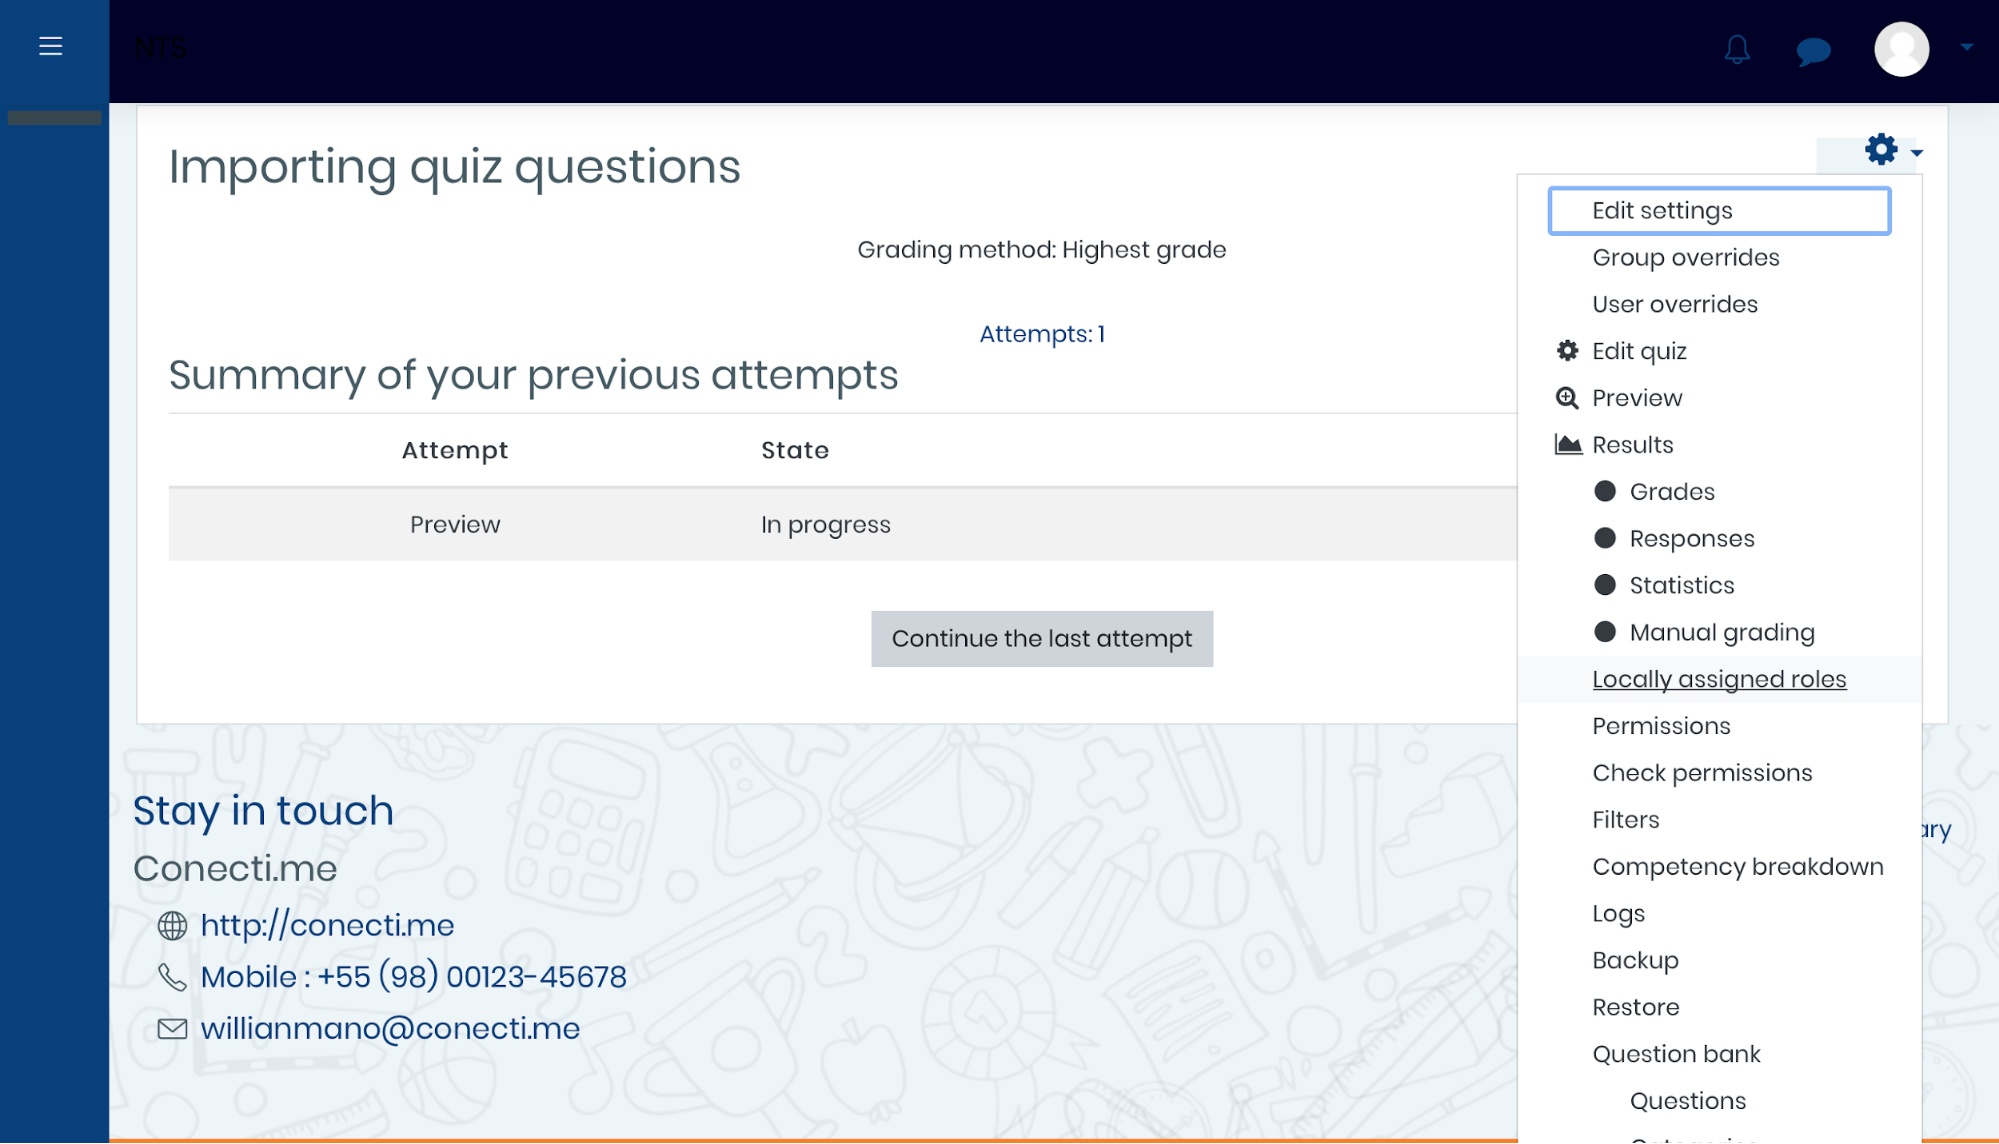 NTS
Importing quiz questions
Grading method: Highest grade
Attempts: 1
Summary of your previous attempts
Attempt State
Preview In progress
Continue the last attempt
Edit settings
Group overrides
User overrides
Edit quiz
Preview
Results
Grades
Responses
Statistics
Manual grading
Locally assigned roles
Permissions
Check permissions
Filters
Competency breakdown
Logs
Backup
Restore
Question bank
Questions
Stay in touch
Conecti.me
http://conecti.me
Mobile : +55 (98) 00123-45678
willianmano@conecti.me